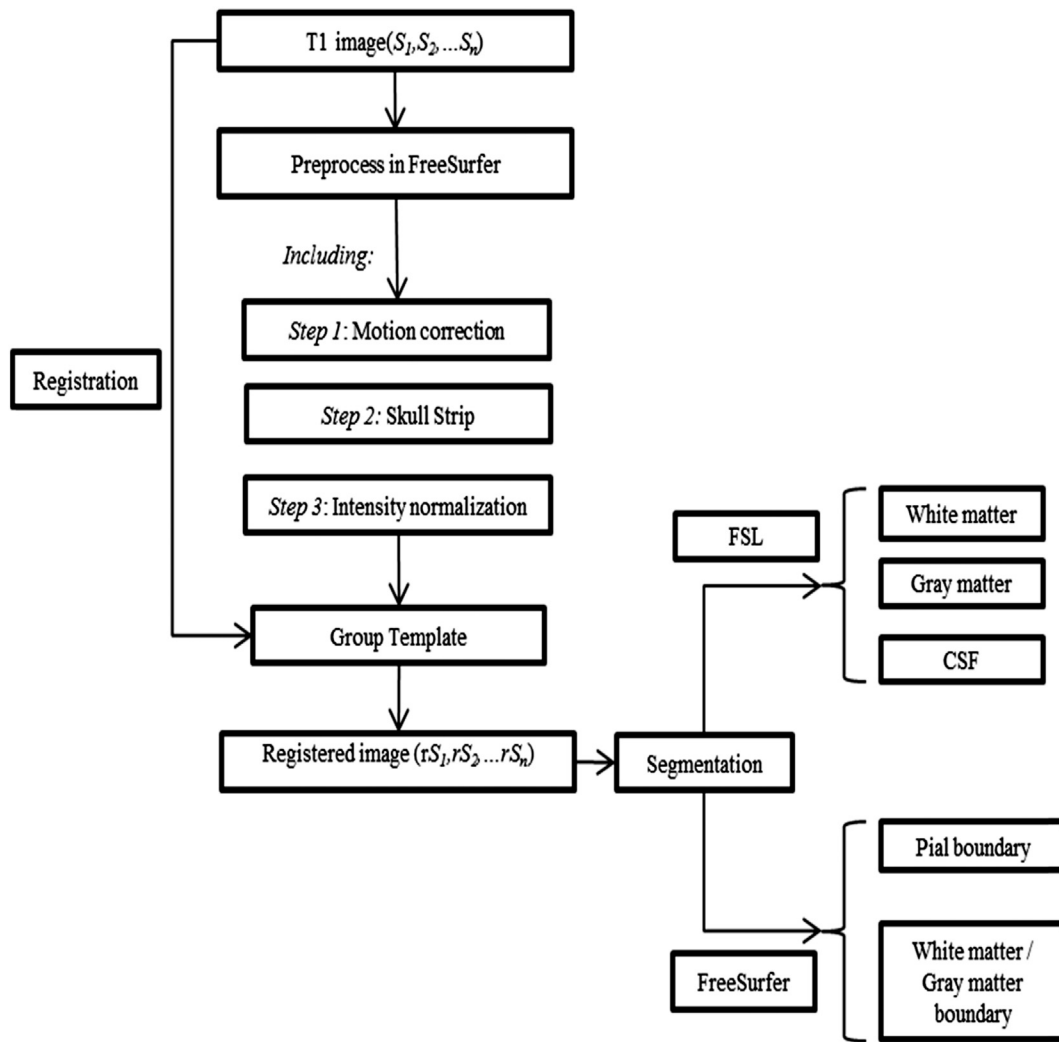 T1 image(S1,S2,...Sn)
Preprocess in FreeSurfer
Including:
Step 1: Motion correction
Registration
Step 2: Skull Strip
Step 3: Intensity normalization
Group Template
Registered image (rS1,rS2,...rSn)
Segmentation
FSL
White matter
Gray matter
CSF
FreeSurfer
Pial boundary
White matter /
Gray matter
boundary